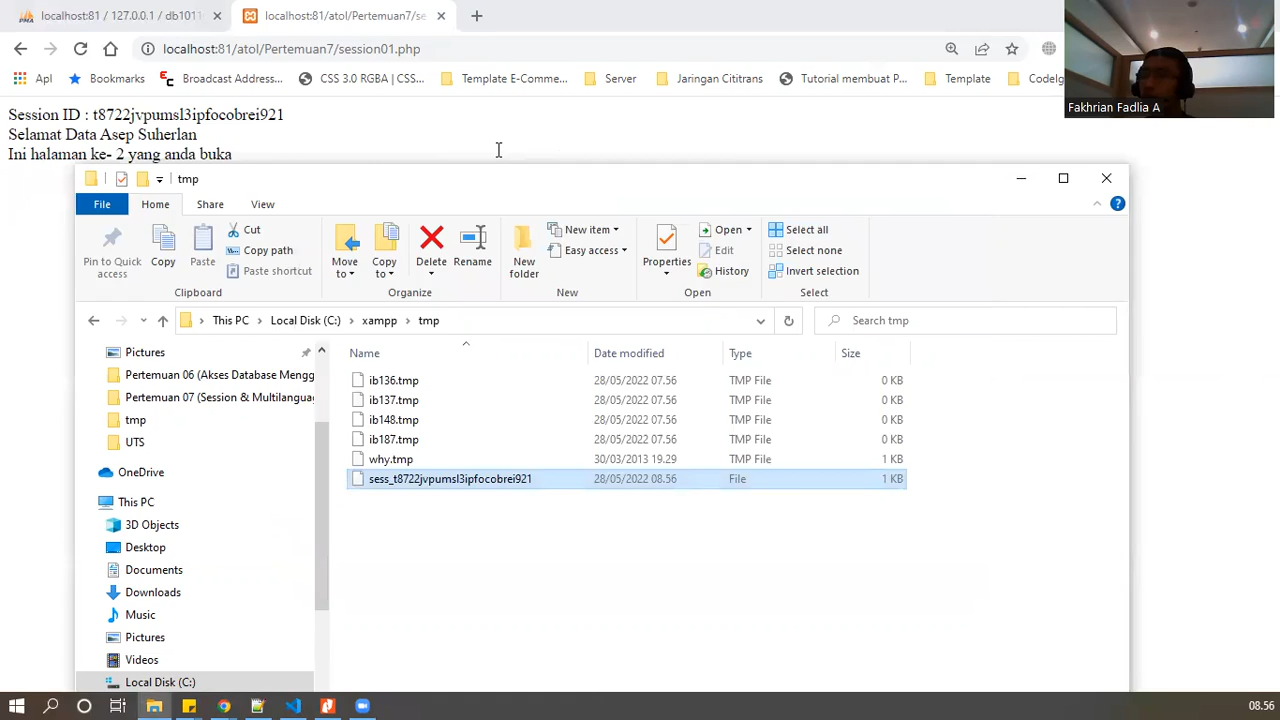 localhost:81 / 127.0.0.1 / db1011
localhost:81/atol/Pertemuan7/se
localhost:81/atol/Pertemuan7/session01.php
Apl
Bookmarks
Broadcast Address...
CSS 3.0 RGBA | CSS...
Template E-Comme...
Server
Jaringan Cititrans
Tutorial membuat P...
Template
CodeIg
Fakhrian Fadlia A
Session ID : t8722jvpumsl3ipfocobrei921
Selamat Data Asep Suherlan
Ini halaman ke- 2 yang anda buka
tmp
File
Home
Share
View
Pin to Quick access
Copy
Paste
Cut
Copy path
Paste shortcut
Clipboard
Move to
Copy to
Delete
Rename
Organize
New folder
New item
Easy access
New
Properties
Open
Edit
History
Open
Select all
Select none
Invert selection
Select
This PC
Local Disk (C:)
xampp
tmp
Search tmp
Pictures
Pertemuan 06 (Akses Database Mengg
Pertemuan 07 (Session & Multilangua
tmp
UTS
OneDrive
This PC
3D Objects
Desktop
Documents
Downloads
Music
Pictures
Videos
Local Disk (C:)
Name Date modified Type Size
ib136.tmp 28/05/2022 07.56 TMP File 0 KB
ib137.tmp 28/05/2022 07.56 TMP File 0 KB
ib148.tmp 28/05/2022 07.56 TMP File 0 KB
ib187.tmp 28/05/2022 07.56 TMP File 0 KB
why.tmp 30/03/2013 19.29 TMP File 1 KB
sess_t8722jvpumsl3ipfocobrei921 28/05/2022 08.56 File 1 KB
08.56